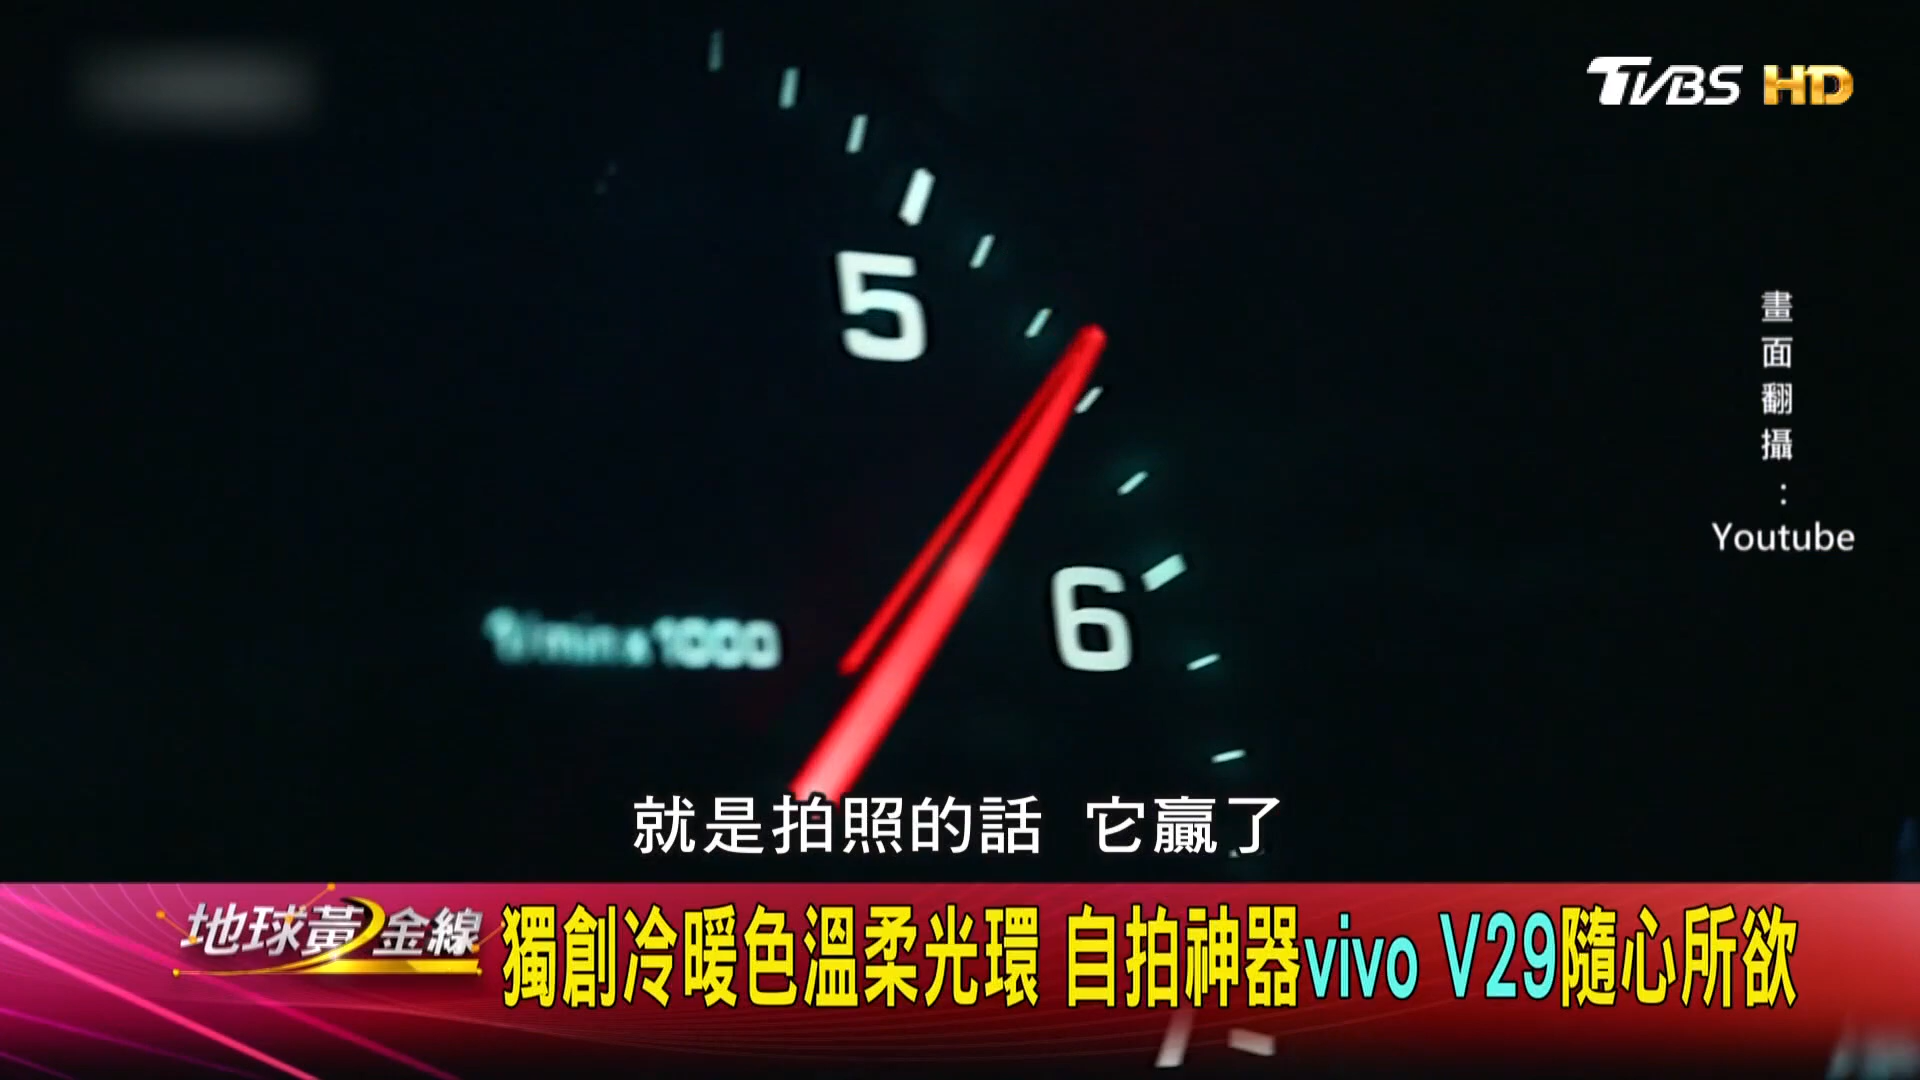 TVBS HD
5
畫面翻攝：
Youtube
6
1/min x 1000
就是拍照的話 它贏了
地球黃金線
獨創冷暖色溫柔光環 自拍神器vivo V29隨心所欲